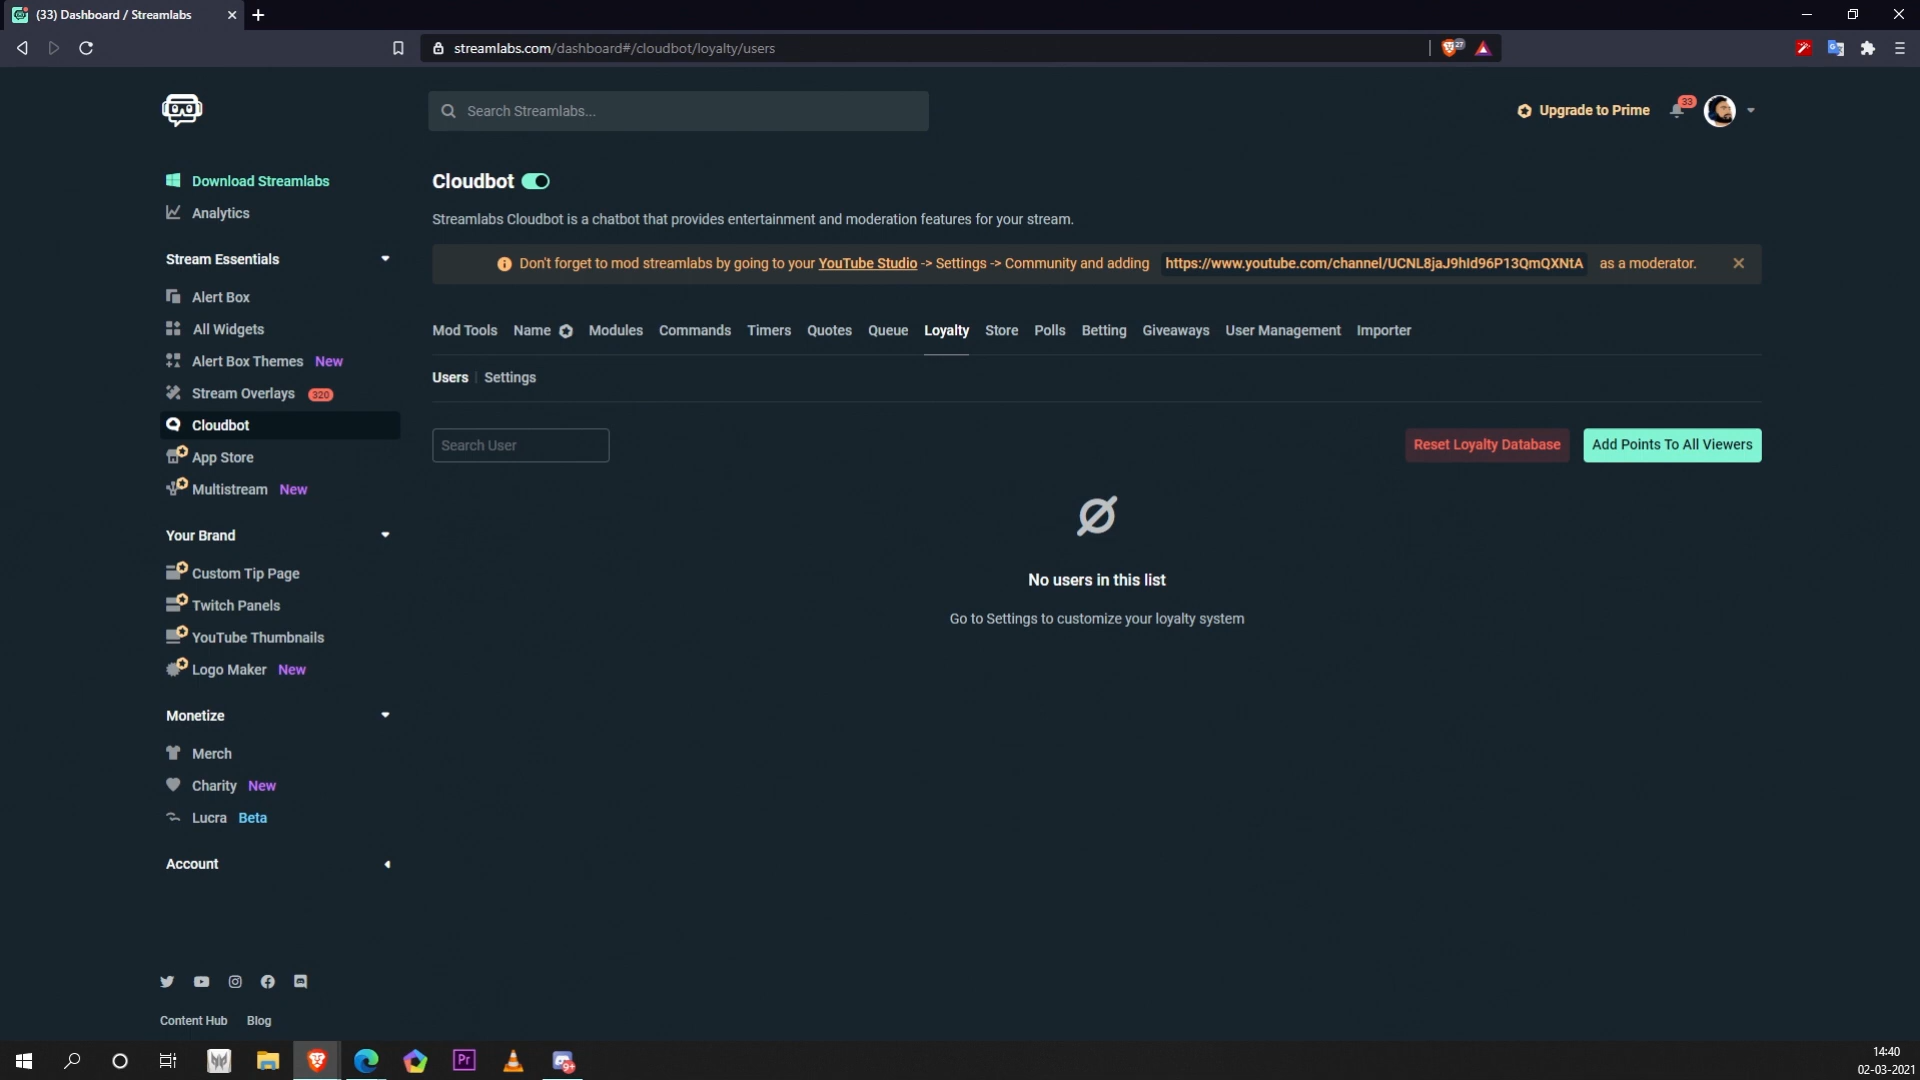 (33) Dashboard / Streamlabs
streamlabs.com/dashboard#/cloudbot/loyalty/users
27
Search Streamlabs...
Upgrade to Prime
33
Download Streamlabs
Analytics
Stream Essentials
Alert Box
All Widgets
Alert Box Themes New
Stream Overlays 320
Cloudbot
App Store
Multistream New
Your Brand
Custom Tip Page
Twitch Panels
YouTube Thumbnails
Logo Maker New
Monetize
Merch
Charity New
Lucra Beta
Account
Content Hub Blog
Cloudbot
Streamlabs Cloudbot is a chatbot that provides entertainment and moderation features for your stream.
Don't forget to mod streamlabs by going to your YouTube Studio -> Settings -> Community and adding https://www.youtube.com/channel/UCNL8jaJ9hId96P13QmQXNtA as a moderator.
Mod Tools Name Modules Commands Timers Quotes Queue Loyalty Store Polls Betting Giveaways User Management Importer
Users Settings
Search User
Reset Loyalty Database Add Points To All Viewers
No users in this list
Go to Settings to customize your loyalty system
Pr
9+
14:40
02-03-2021